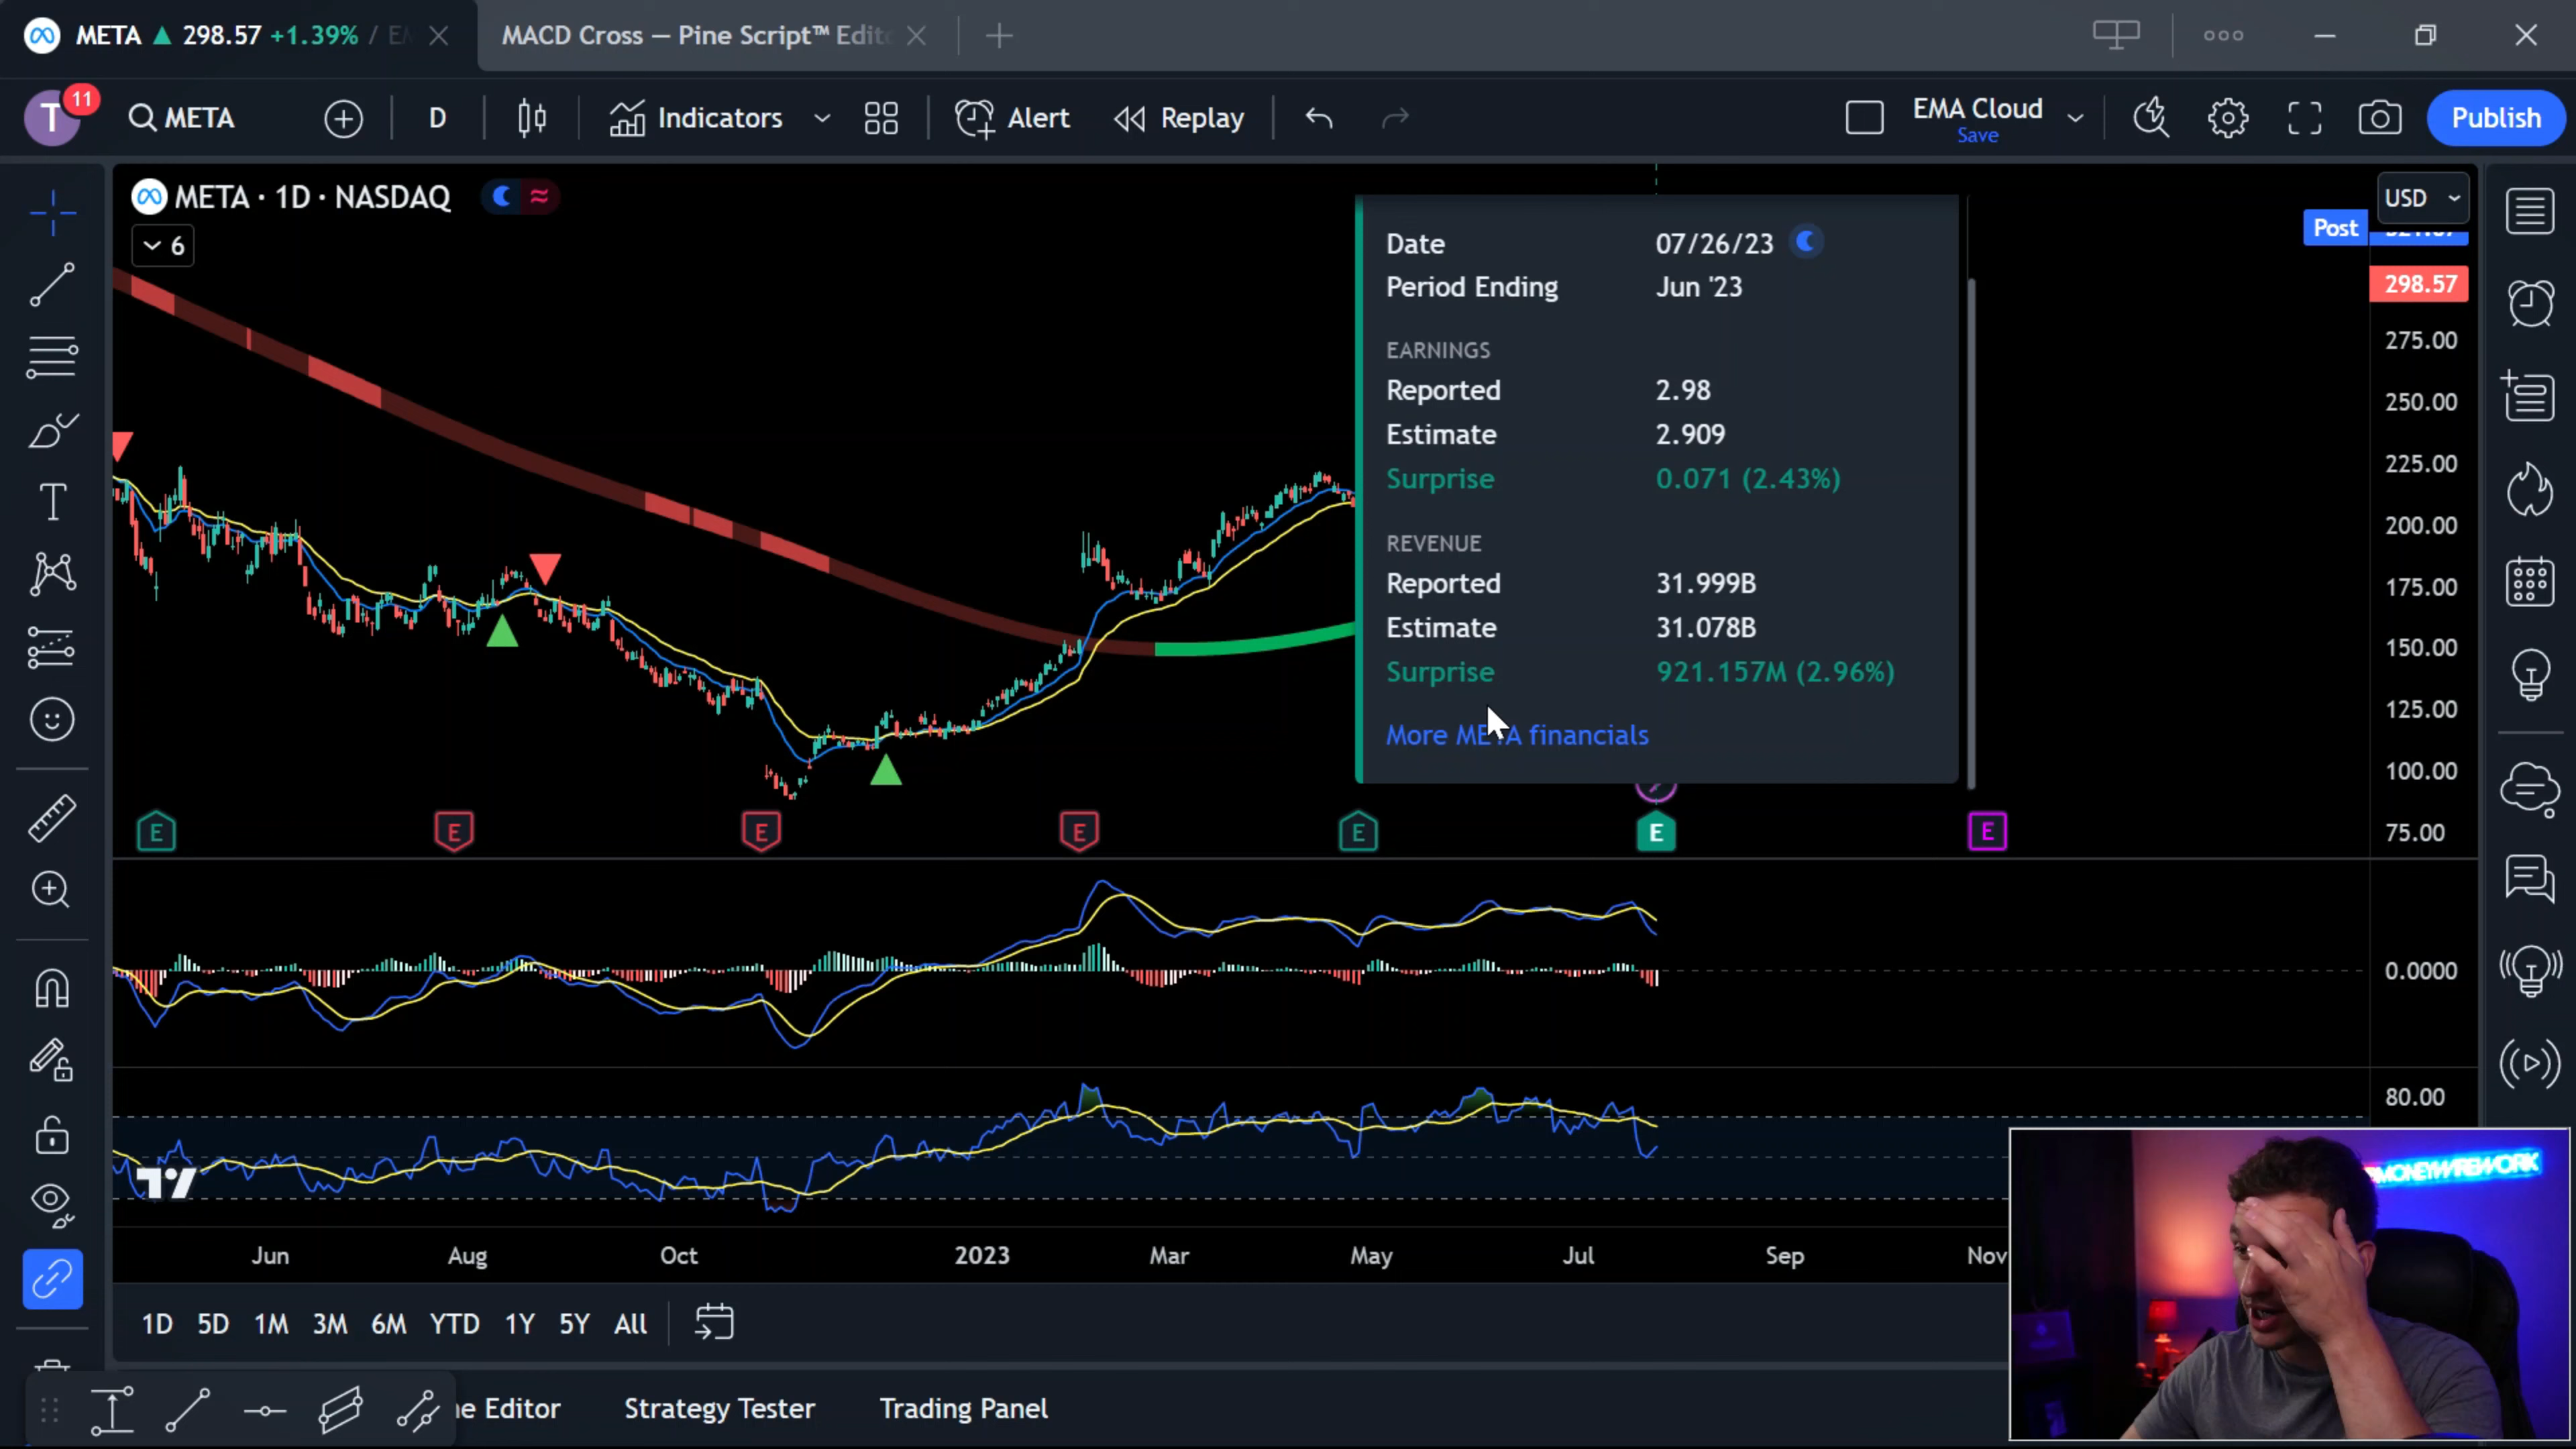 META ▲ 298.57 +1.39% / EM
MACD Cross — Pine Script™ Edit
T 11 META D Indicators Alert Replay EMA Cloud Save Publish
META · 1D · NASDAQ
6
USD
Post
298.57
275.00
250.00
225.00
200.00
175.00
150.00
125.00
100.00
75.00
Date 07/26/23
Period Ending Jun '23
EARNINGS
Reported 2.98
Estimate 2.909
Surprise 0.071 (2.43%)
REVENUE
Reported 31.999B
Estimate 31.078B
Surprise 921.157M (2.96%)
More META financials
E E E E E E E
0.0000
80.00
Jun Aug Oct 2023 Mar May Jul Sep Nov
1D 5D 1M 3M 6M YTD 1Y 5Y All
ne Editor Strategy Tester Trading Panel